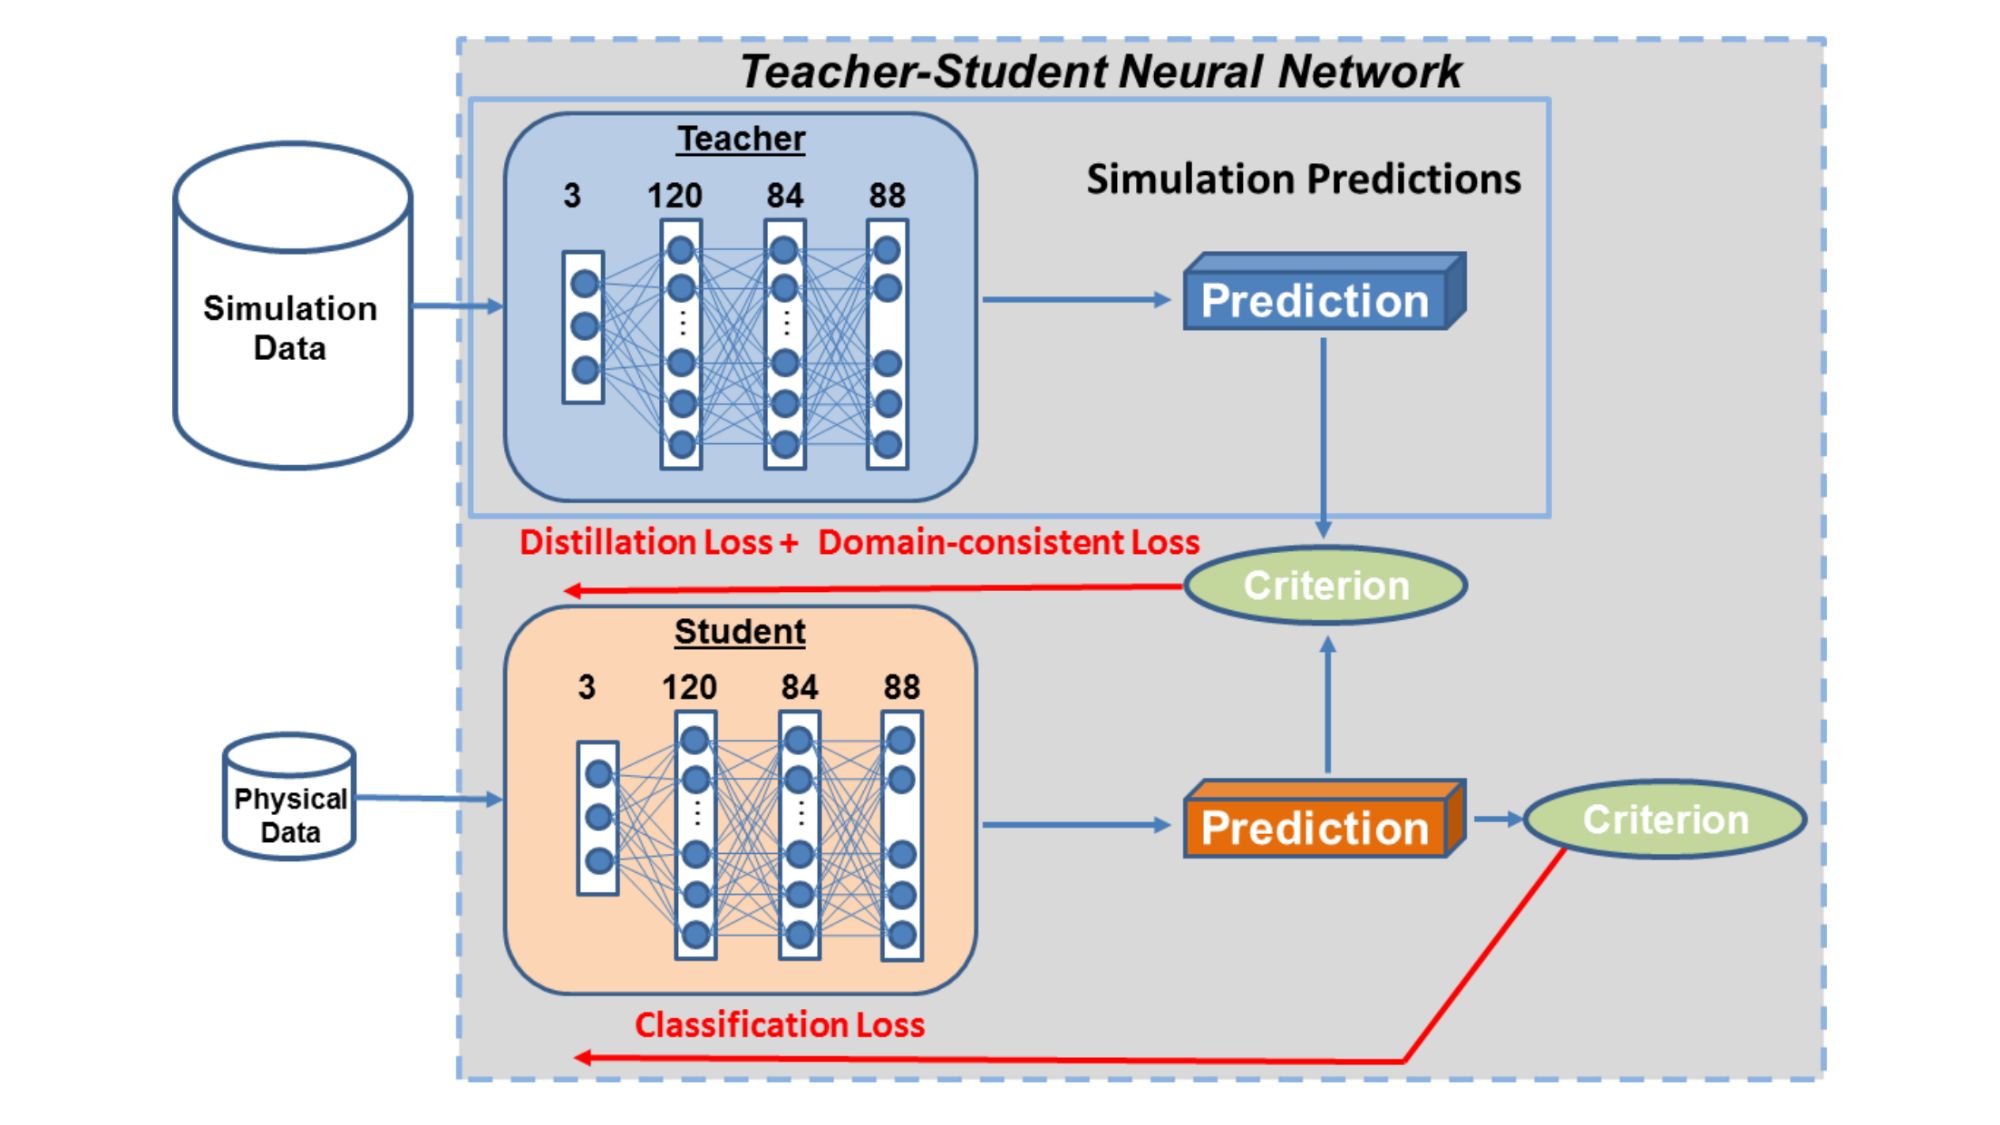 Teacher-Student Neural Network
Teacher
3 120 84 88
Simulation Predictions
Simulation
Data
Prediction
Distillation Loss + Domain-consistent Loss
Criterion
Student
3 120 84 88
Physical
Data
Prediction
Criterion
Classification Loss